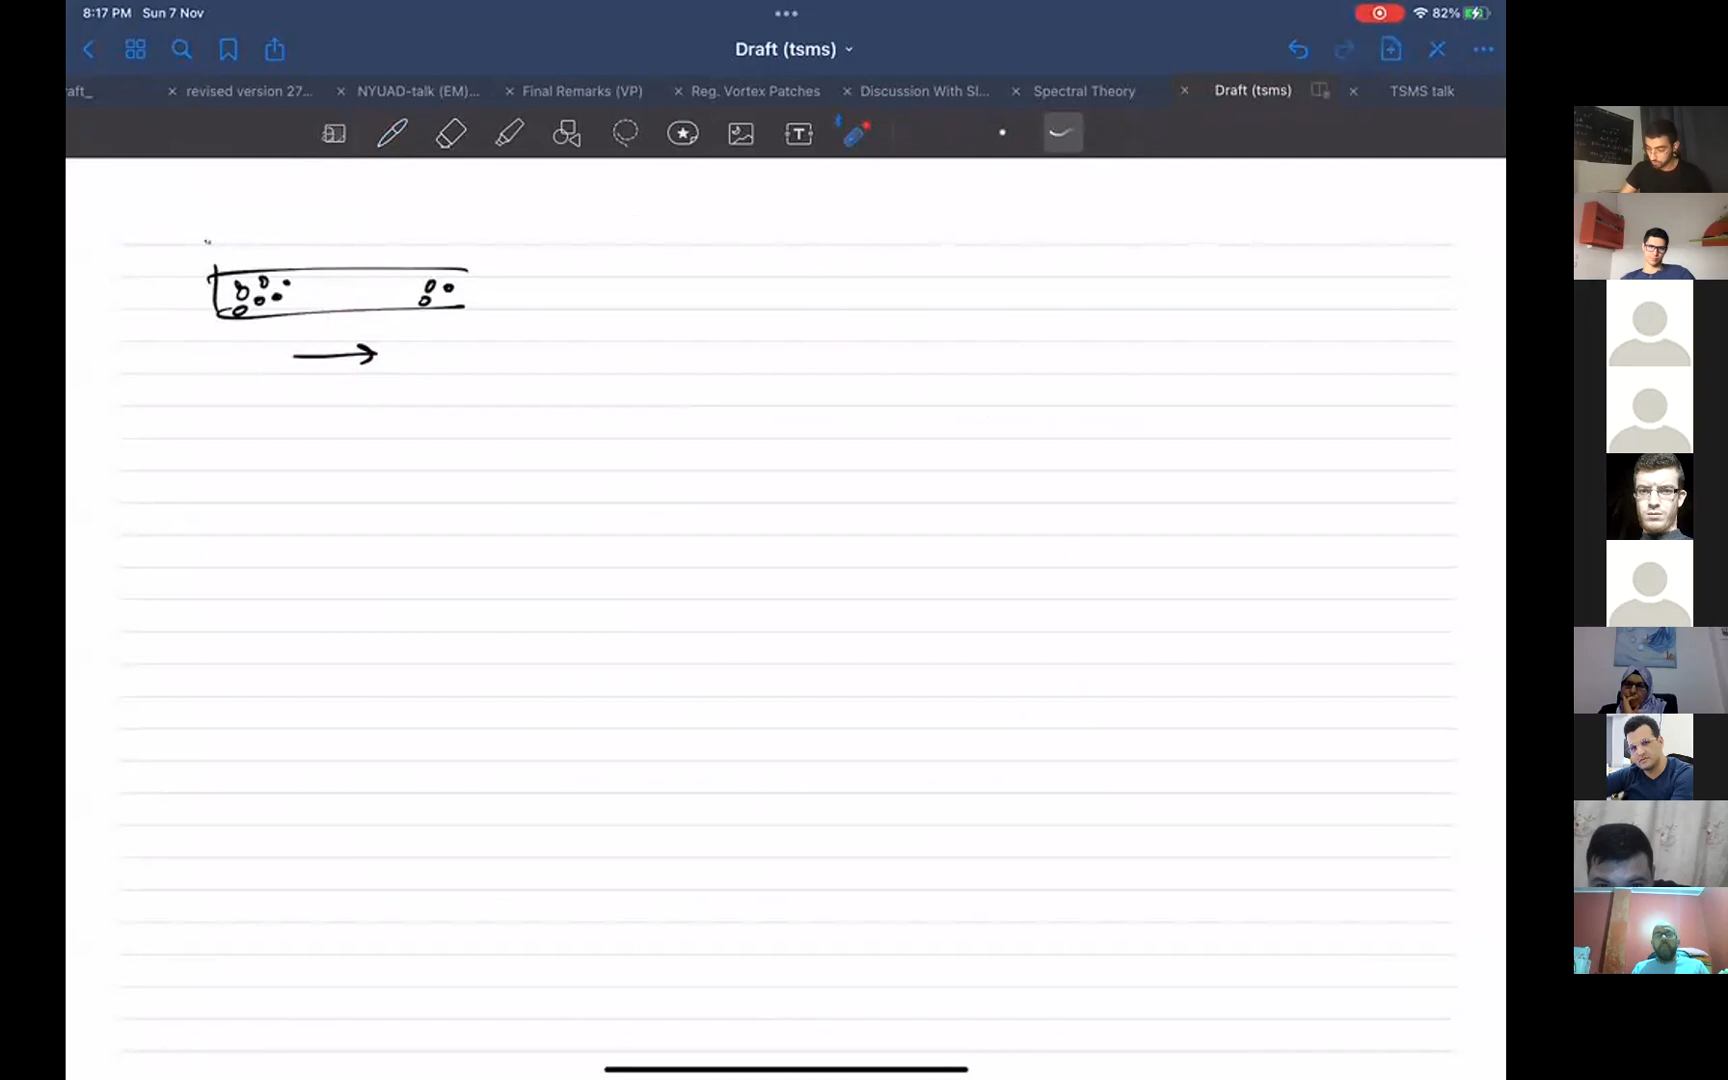 8:17 PM Sun 7 Nov
82%
Draft (tsms)
raft_
revised version 27...
NYUAD-talk (EM)...
Final Remarks (VP)
Reg. Vortex Patches
Discussion With Sl...
Spectral Theory
Draft (tsms)
TSMS talk
T